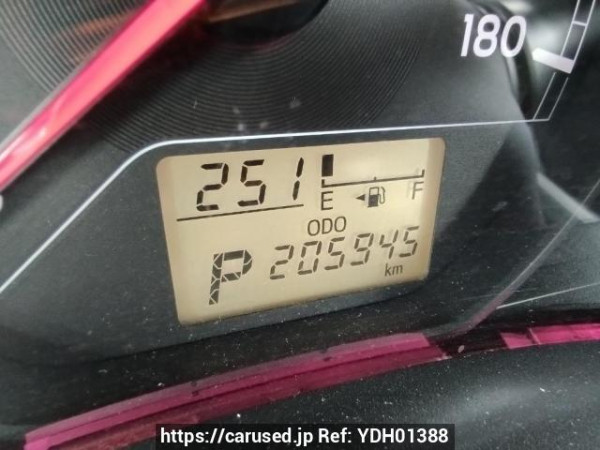 180
251
E F
ODO
P 205945
km
https://carused.jp Ref: YDH01388